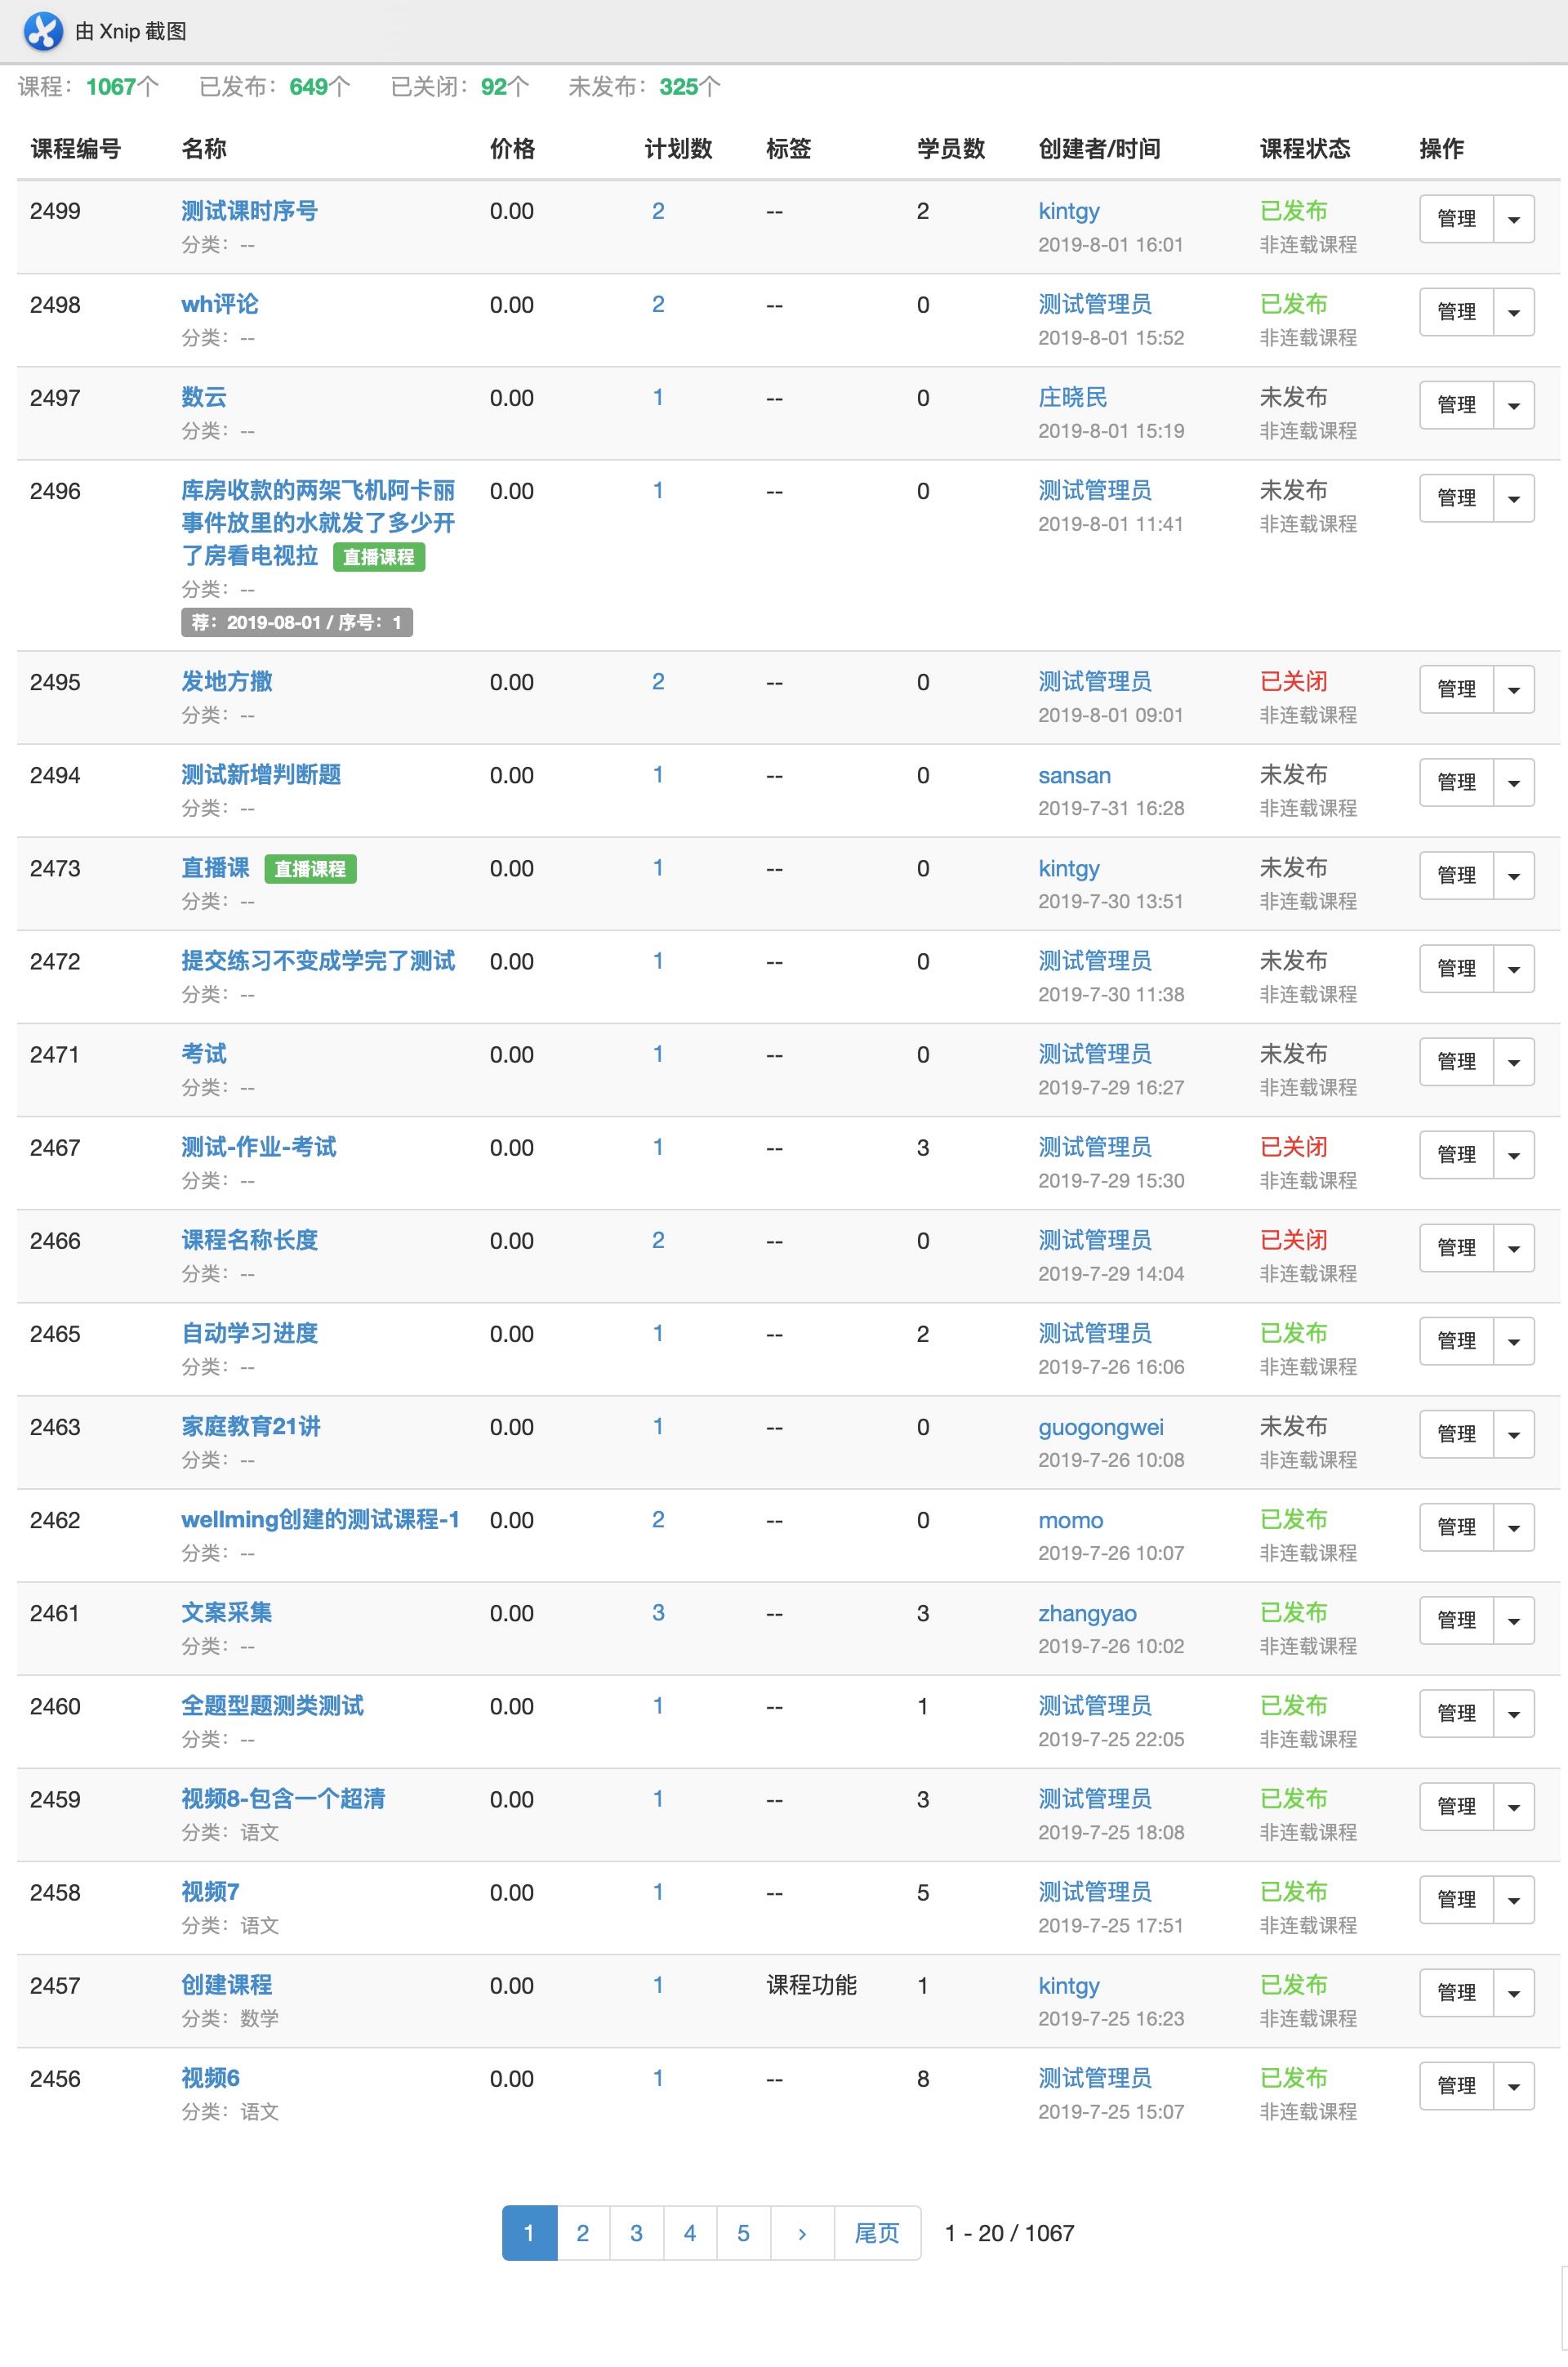 由 Xnip 截图
课程：1067个 已发布：649个 已关闭：92个 未发布：325个
课程编号 名称 价格 计划数 标签 学员数 创建者/时间 课程状态 操作
2499 测试课时序号 0.00 2 -- 2 kintgy 已发布 管理
分类：-- 2019-8-01 16:01 非连载课程
2498 wh评论 0.00 2 -- 0 测试管理员 已发布 管理
分类：-- 2019-8-01 15:52 非连载课程
2497 数云 0.00 1 -- 0 庄晓民 未发布 管理
分类：-- 2019-8-01 15:19 非连载课程
2496 库房收款的两架飞机阿卡丽 0.00 1 -- 0 测试管理员 未发布 管理
事件放里的水就发了多少开 2019-8-01 11:41 非连载课程
了房看电视拉 直播课程
分类：--
荐：2019-08-01 / 序号：1
2495 发地方撒 0.00 2 -- 0 测试管理员 已关闭 管理
分类：-- 2019-8-01 09:01 非连载课程
2494 测试新增判断题 0.00 1 -- 0 sansan 未发布 管理
分类：-- 2019-7-31 16:28 非连载课程
2473 直播课 直播课程 0.00 1 -- 0 kintgy 未发布 管理
分类：-- 2019-7-30 13:51 非连载课程
2472 提交练习不变成学完了测试 0.00 1 -- 0 测试管理员 未发布 管理
分类：-- 2019-7-30 11:38 非连载课程
2471 考试 0.00 1 -- 0 测试管理员 未发布 管理
分类：-- 2019-7-29 16:27 非连载课程
2467 测试-作业-考试 0.00 1 -- 3 测试管理员 已关闭 管理
分类：-- 2019-7-29 15:30 非连载课程
2466 课程名称长度 0.00 2 -- 0 测试管理员 已关闭 管理
分类：-- 2019-7-29 14:04 非连载课程
2465 自动学习进度 0.00 1 -- 2 测试管理员 已发布 管理
分类：-- 2019-7-26 16:06 非连载课程
2463 家庭教育21讲 0.00 1 -- 0 guogongwei 未发布 管理
分类：-- 2019-7-26 10:08 非连载课程
2462 wellming创建的测试课程-1 0.00 2 -- 0 momo 已发布 管理
分类：-- 2019-7-26 10:07 非连载课程
2461 文案采集 0.00 3 -- 3 zhangyao 已发布 管理
分类：-- 2019-7-26 10:02 非连载课程
2460 全题型题测类测试 0.00 1 -- 1 测试管理员 已发布 管理
分类：-- 2019-7-25 22:05 非连载课程
2459 视频8-包含一个超清 0.00 1 -- 3 测试管理员 已发布 管理
分类：语文 2019-7-25 18:08 非连载课程
2458 视频7 0.00 1 -- 5 测试管理员 已发布 管理
分类：语文 2019-7-25 17:51 非连载课程
2457 创建课程 0.00 1 课程功能 1 kintgy 已发布 管理
分类：数学 2019-7-25 16:23 非连载课程
2456 视频6 0.00 1 -- 8 测试管理员 已发布 管理
分类：语文 2019-7-25 15:07 非连载课程
1 2 3 4 5 › 尾页 1 - 20 / 1067